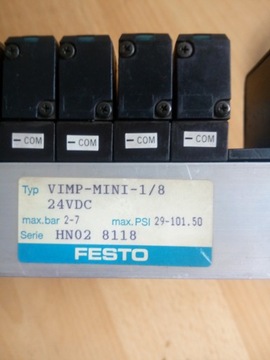 -COM -COM -COM -COM
Typ VIMP-MINI-1/8
24VDC
max.bar 2-7 max.PSI 29-101.50
Serie HN02 8118
FESTO